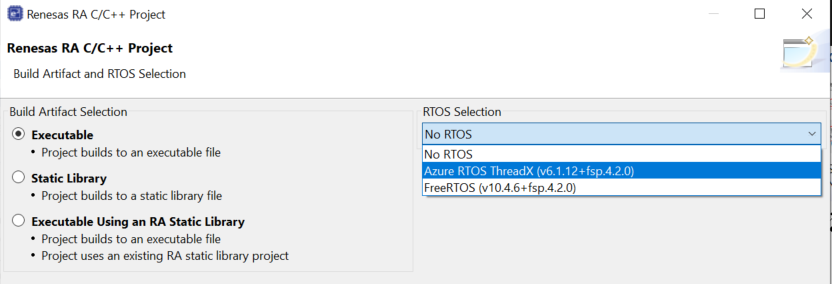 Renesas RA C/C++ Project
Renesas RA C/C++ Project
Build Artifact and RTOS Selection
Build Artifact Selection
Executable
• Project builds to an executable file
Static Library
• Project builds to a static library file
Executable Using an RA Static Library
• Project builds to an executable file
• Project uses an existing RA static library project
RTOS Selection
No RTOS
No RTOS
Azure RTOS ThreadX (v6.1.12+fsp.4.2.0)
FreeRTOS (v10.4.6+fsp.4.2.0)